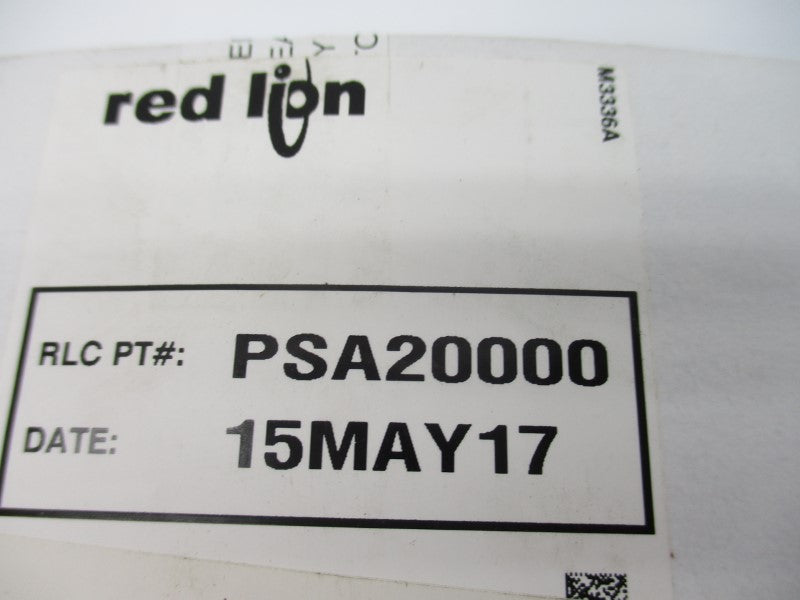 red lion
M3336A
RLC PT#: PSA20000
DATE: 15MAY17